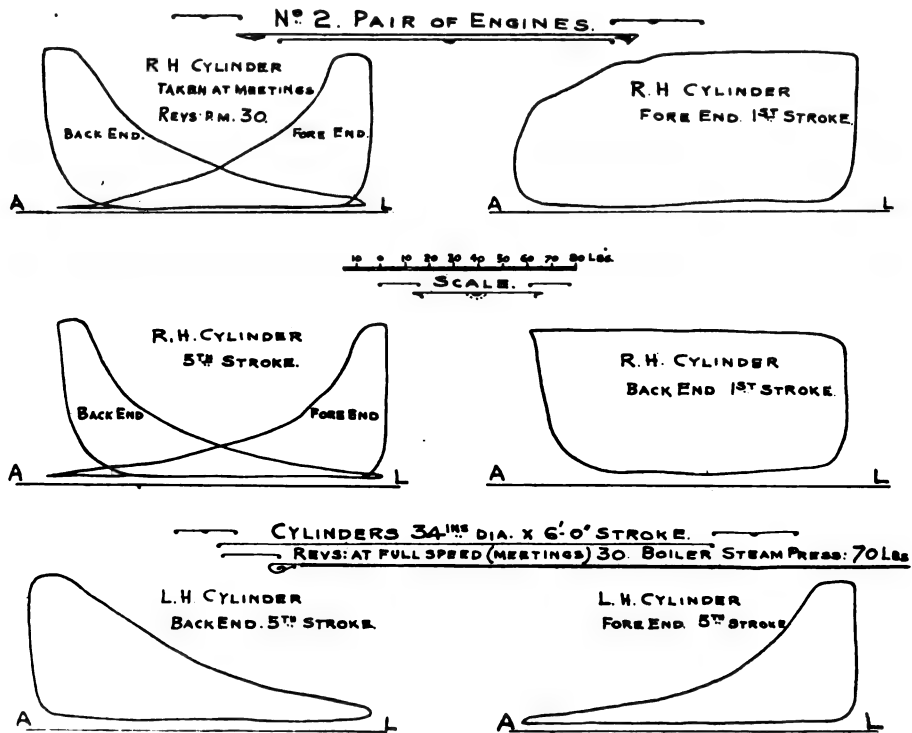 No 2. PAIR OF ENGINES.
R H CYLINDER
TAKEN AT MEETINGS
REVS: P.M. 30.
BACK END.
FORE END.
A
L
R.H CYLINDER
FORE END. 1ST STROKE.
A
L
10 0 10 20 30 40 50 60 70 80 LBS.
SCALE.
R.H. CYLINDER
5TH STROKE.
BACK END
FORE END
A
L
R.H. CYLINDER
BACK END 1ST STROKE.
A
L
CYLINDERS 34INS DIA. X 6'-0" STROKE.
REVS: AT FULL SPEED (MEETINGS) 30. BOILER STEAM PRESS: 70 LBS
L.H. CYLINDER
BACK END. 5TH STROKE.
A
L
L.H. CYLINDER
FORE END. 5TH STROKE
A
L